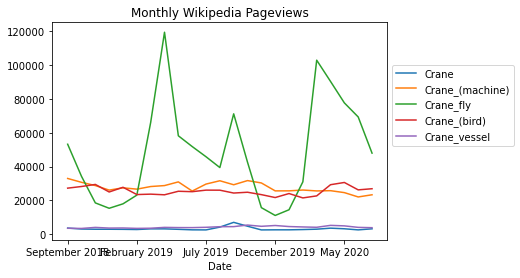 Monthly Wikipedia Pageviews
120000
100000
80000
60000
40000
20000
0
September 2018 February 2019 July 2019 December 2019 May 2020
Date
Crane
Crane_(machine)
Crane_fly
Crane_(bird)
Crane_vessel